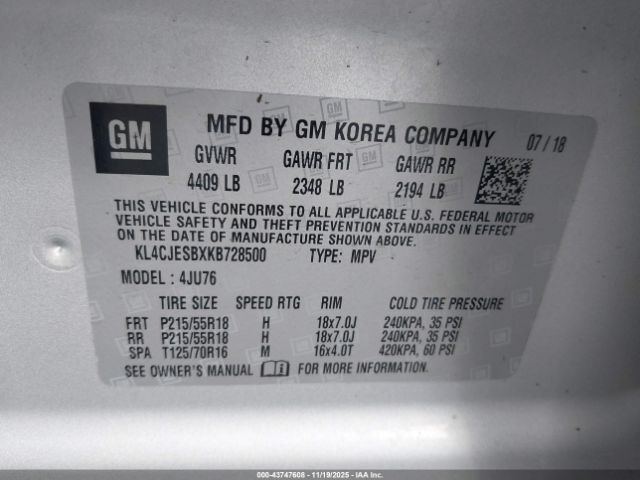 GM MFD BY GM KOREA COMPANY 07/18
GVWR GAWR FRT GAWR RR
4409 LB 2348 LB 2194 LB
THIS VEHICLE CONFORMS TO ALL APPLICABLE U.S. FEDERAL MOTOR
VEHICLE SAFETY AND THEFT PREVENTION STANDARDS IN EFFECT
ON THE DATE OF MANUFACTURE SHOWN ABOVE.
KL4CJESBXKB728500 TYPE: MPV
MODEL : 4JU76
TIRE SIZE SPEED RTG RIM COLD TIRE PRESSURE
FRT P215/55R18 H 18x7.0J 240KPA, 35 PSI
RR P215/55R18 H 18x7.0J 240KPA, 35 PSI
SPA T125/70R16 M 16x4.0T 420KPA, 60 PSI
SEE OWNER'S MANUAL FOR MORE INFORMATION.
000-43747608 - 11/19/2025 - IAA, Inc.